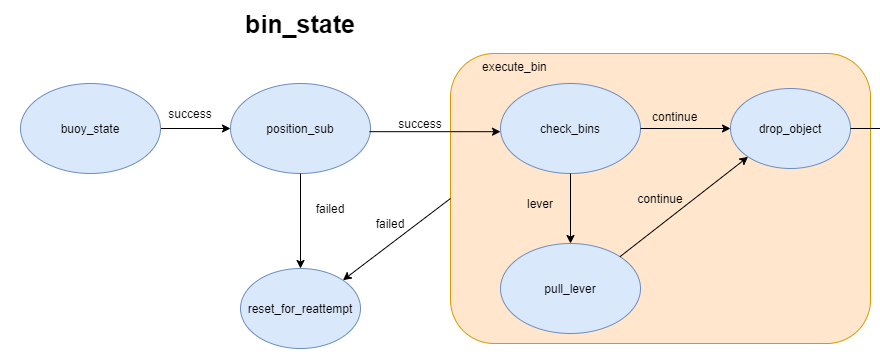 bin_state
execute_bin
buoy_state
success
position_sub
success
check_bins
continue
drop_object
failed
failed
lever
continue
reset_for_reattempt
pull_lever